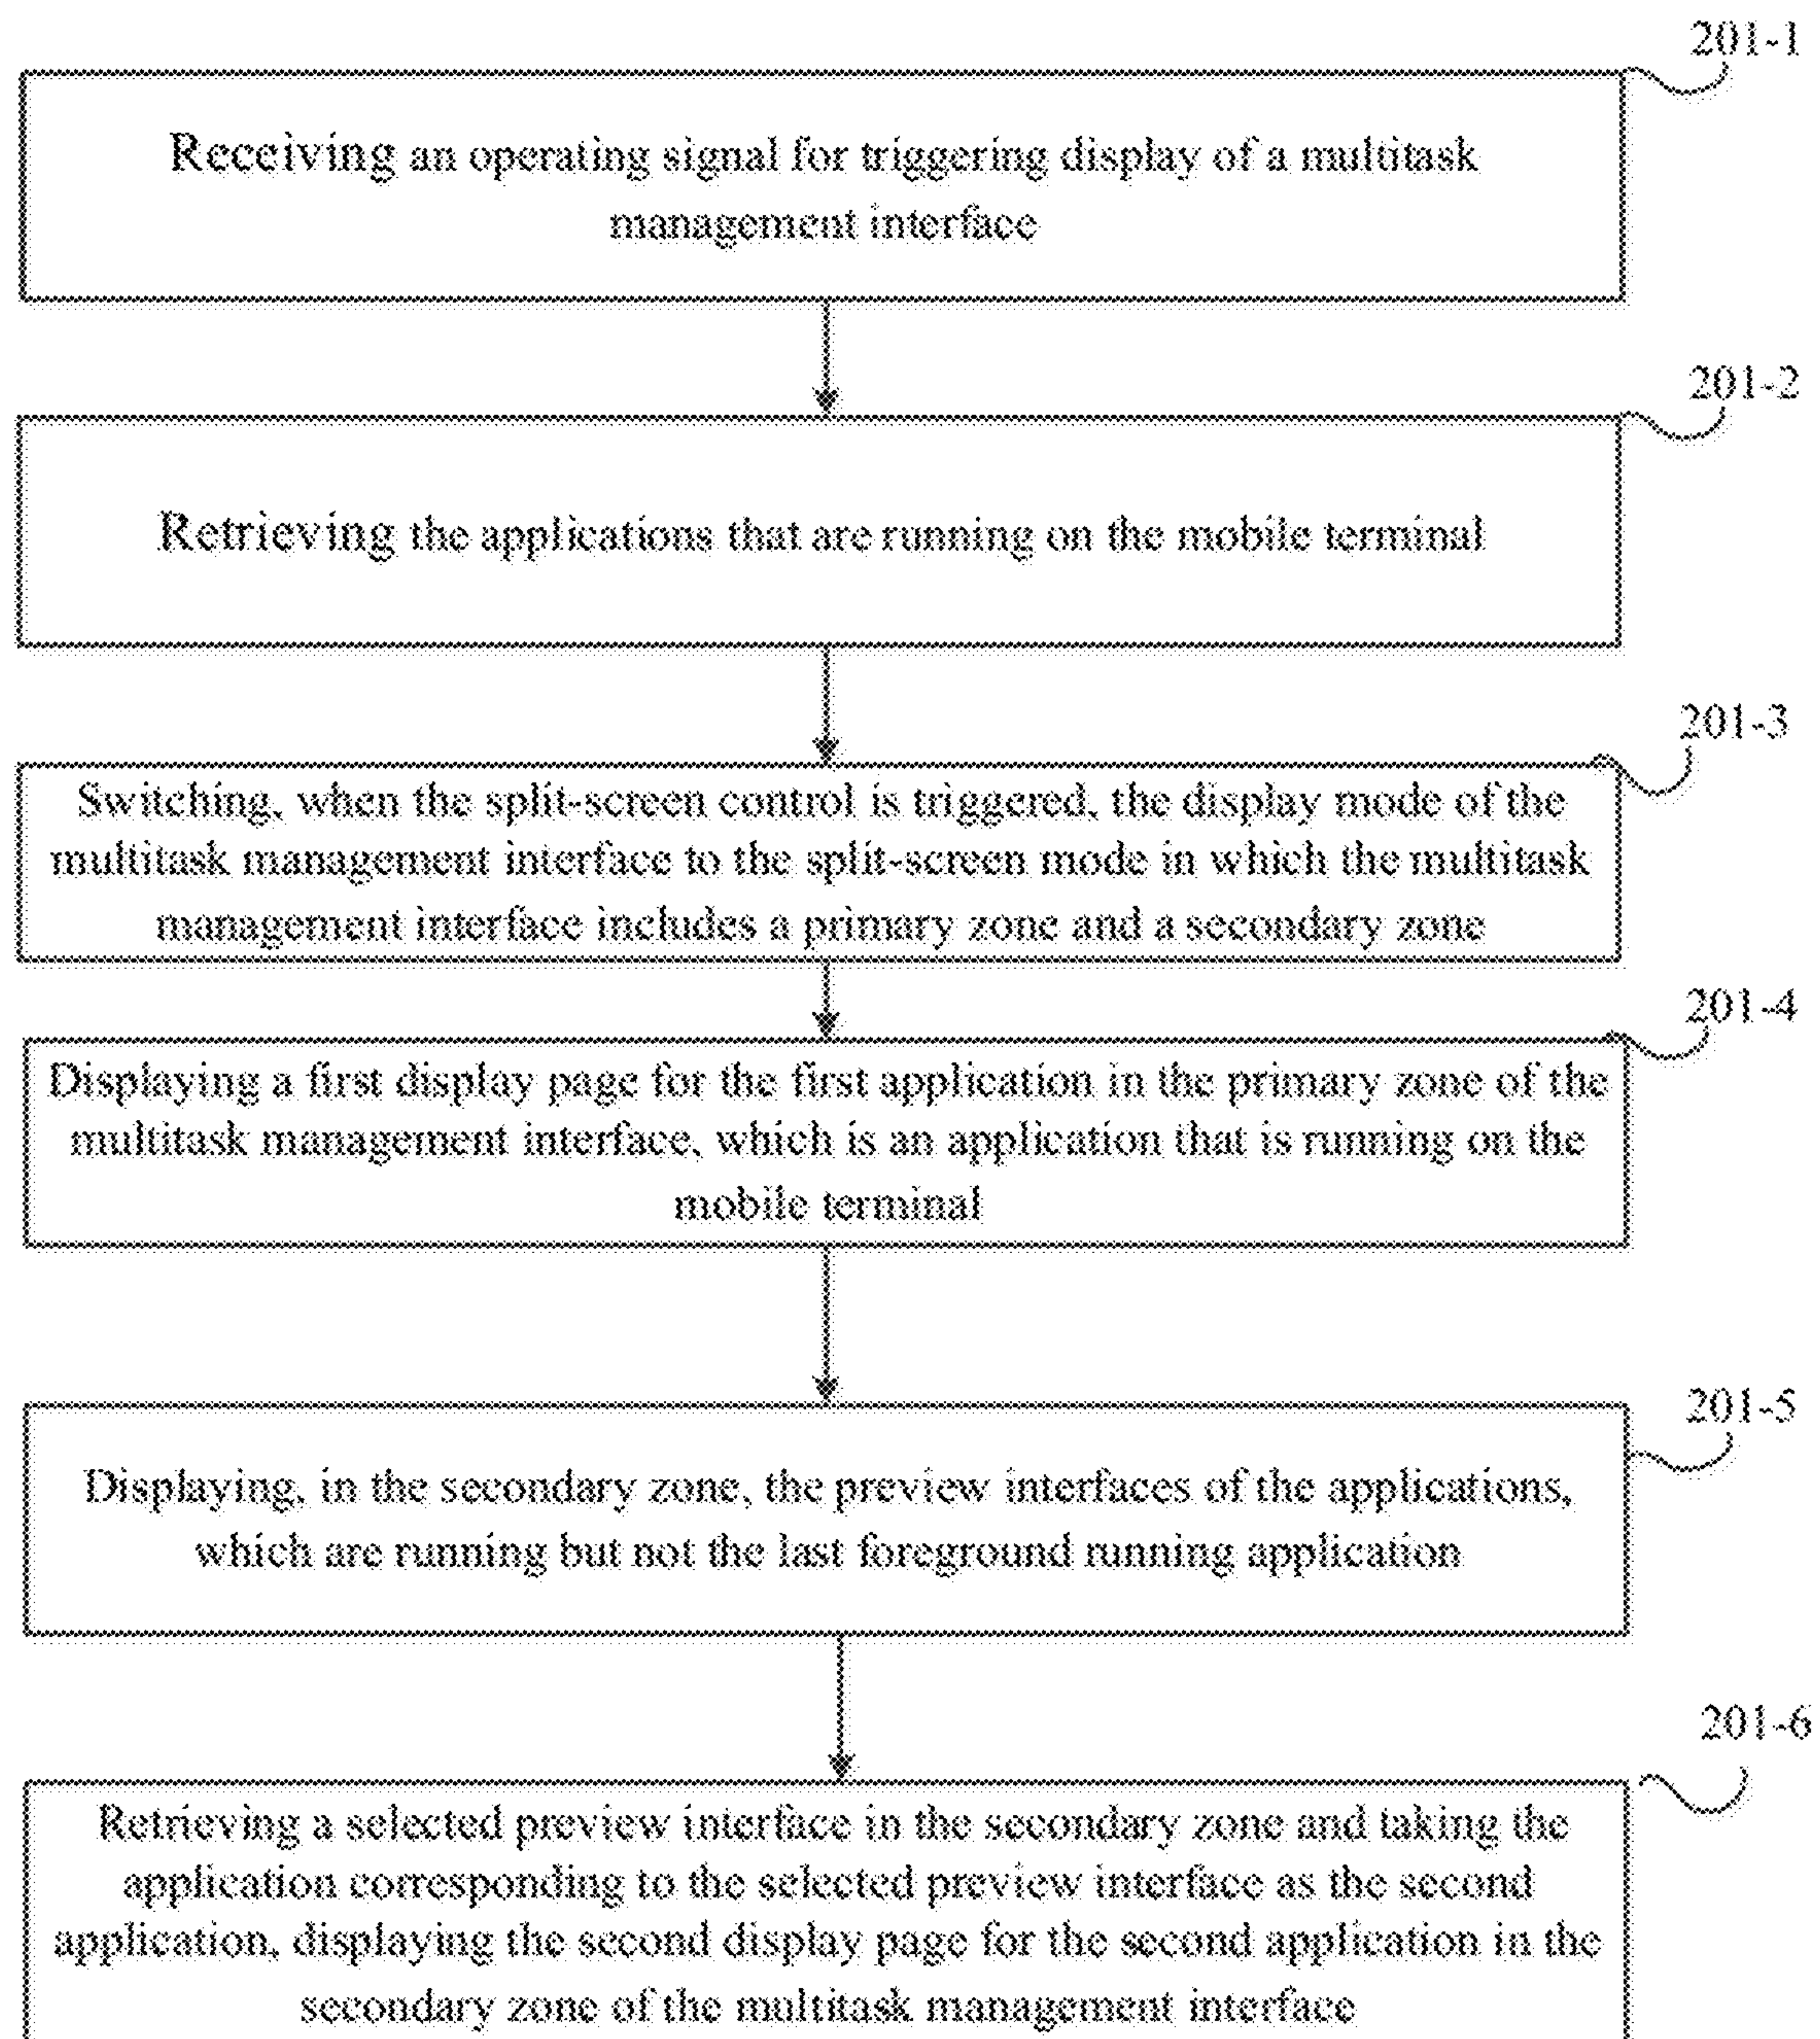 201-1
Receiving an operating signal for triggering display of a multitask
management interface
201-2
Retrieving the applications that are running on the mobile terminal
201-3
Switching, when the split-screen control is triggered, the display mode of the
multitask management interface to the split-screen mode in which the multitask
management interface includes a primary zone and a secondary zone
201-4
Displaying a first display page for the first application in the primary zone of the
multitask management interface, which is an application that is running on the
mobile terminal
201-5
Displaying, in the secondary zone, the preview interfaces of the applications,
which are running but not the last foreground running application
201-6
Retrieving a selected preview interface in the secondary zone and taking the
application corresponding to the selected preview interface as the second
application, displaying the second display page for the second application in the
secondary zone of the multitask management interface